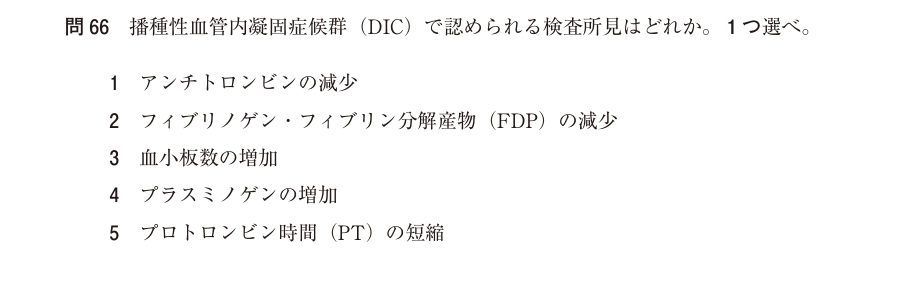 問 66 播種性血管内凝固症候群（DIC）で認められる検査所見はどれか。1つ選べ。
1 アンチトロンビンの減少
2 フィブリノゲン・フィブリン分解産物（FDP）の減少
3 血小板数の増加
4 プラスミノゲンの増加
5 プロトロンビン時間（PT）の短縮